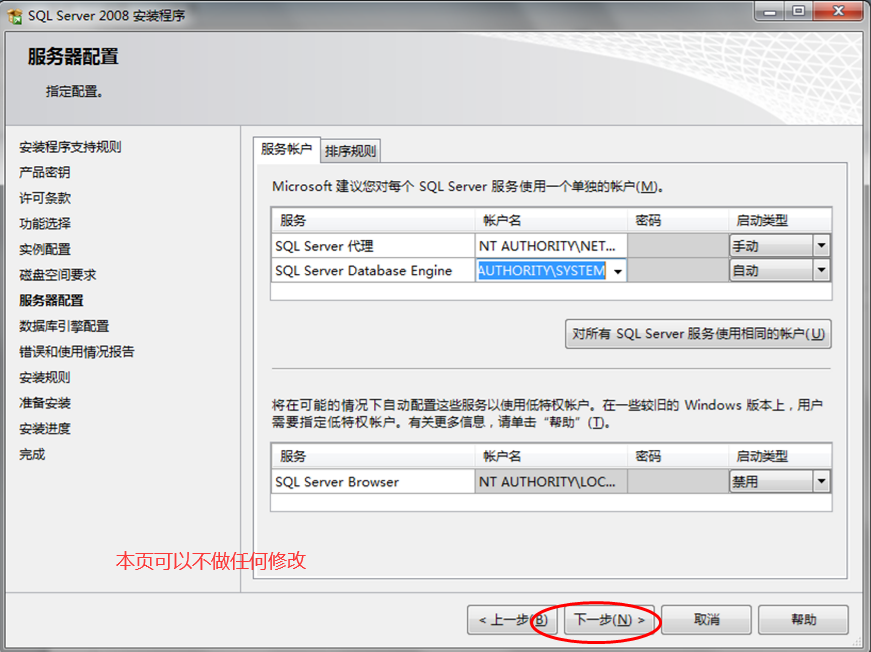 SQL Server 2008 安装程序
服务器配置
指定配置。
安装程序支持规则
产品密钥
许可条款
功能选择
实例配置
磁盘空间要求
服务器配置
数据库引擎配置
错误和使用情况报告
安装规则
准备安装
安装进度
完成
服务帐户 排序规则
Microsoft 建议您对每个 SQL Server 服务使用一个单独的帐户(M)。
服务 帐户名 密码 启动类型
SQL Server 代理 NT AUTHORITY\NET... 手动
SQL Server Database Engine AUTHORITY\SYSTEM 自动
对所有 SQL Server 服务使用相同的帐户(U)
将在可能的情况下自动配置这些服务以使用低特权帐户。在一些较旧的 Windows 版本上，用户
需要指定低特权帐户。有关更多信息，请单击“帮助”(T)。
服务 帐户名 密码 启动类型
SQL Server Browser NT AUTHORITY\LOC... 禁用
本页可以不做任何修改
< 上一步(B) 下一步(N) > 取消 帮助